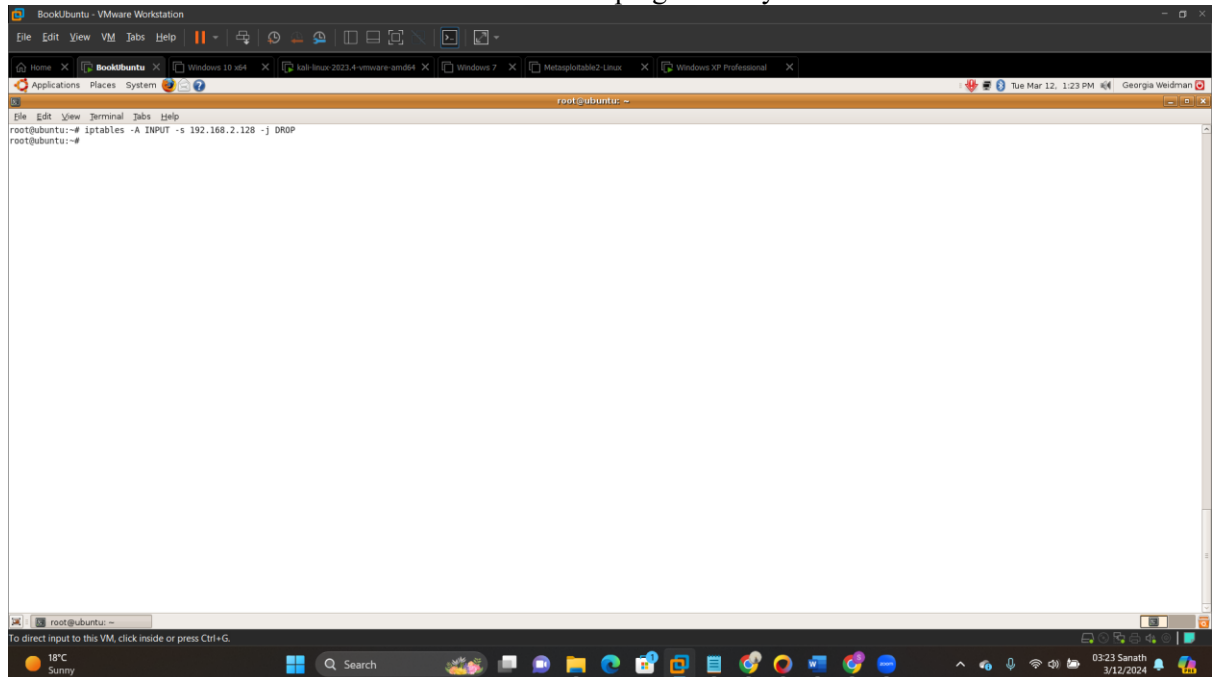 BookUbuntu - VMware Workstation
File Edit View VM Tabs Help
Home BookUbuntu Windows 10 x64 kali-linux-2023.4-vmware-amd64 Windows 7 Metasploitable2-Linux Windows XP Professional
Applications Places System Tue Mar 12, 1:23 PM Georgia Weidman
root@ubuntu: ~
File Edit View Terminal Tabs Help
root@ubuntu:~# iptables -A INPUT -s 192.168.2.128 -j DROP
root@ubuntu:~#
root@ubuntu: ~
To direct input to this VM, click inside or press Ctrl+G.
18°C
Sunny
Search
03:23 Sanath
3/12/2024